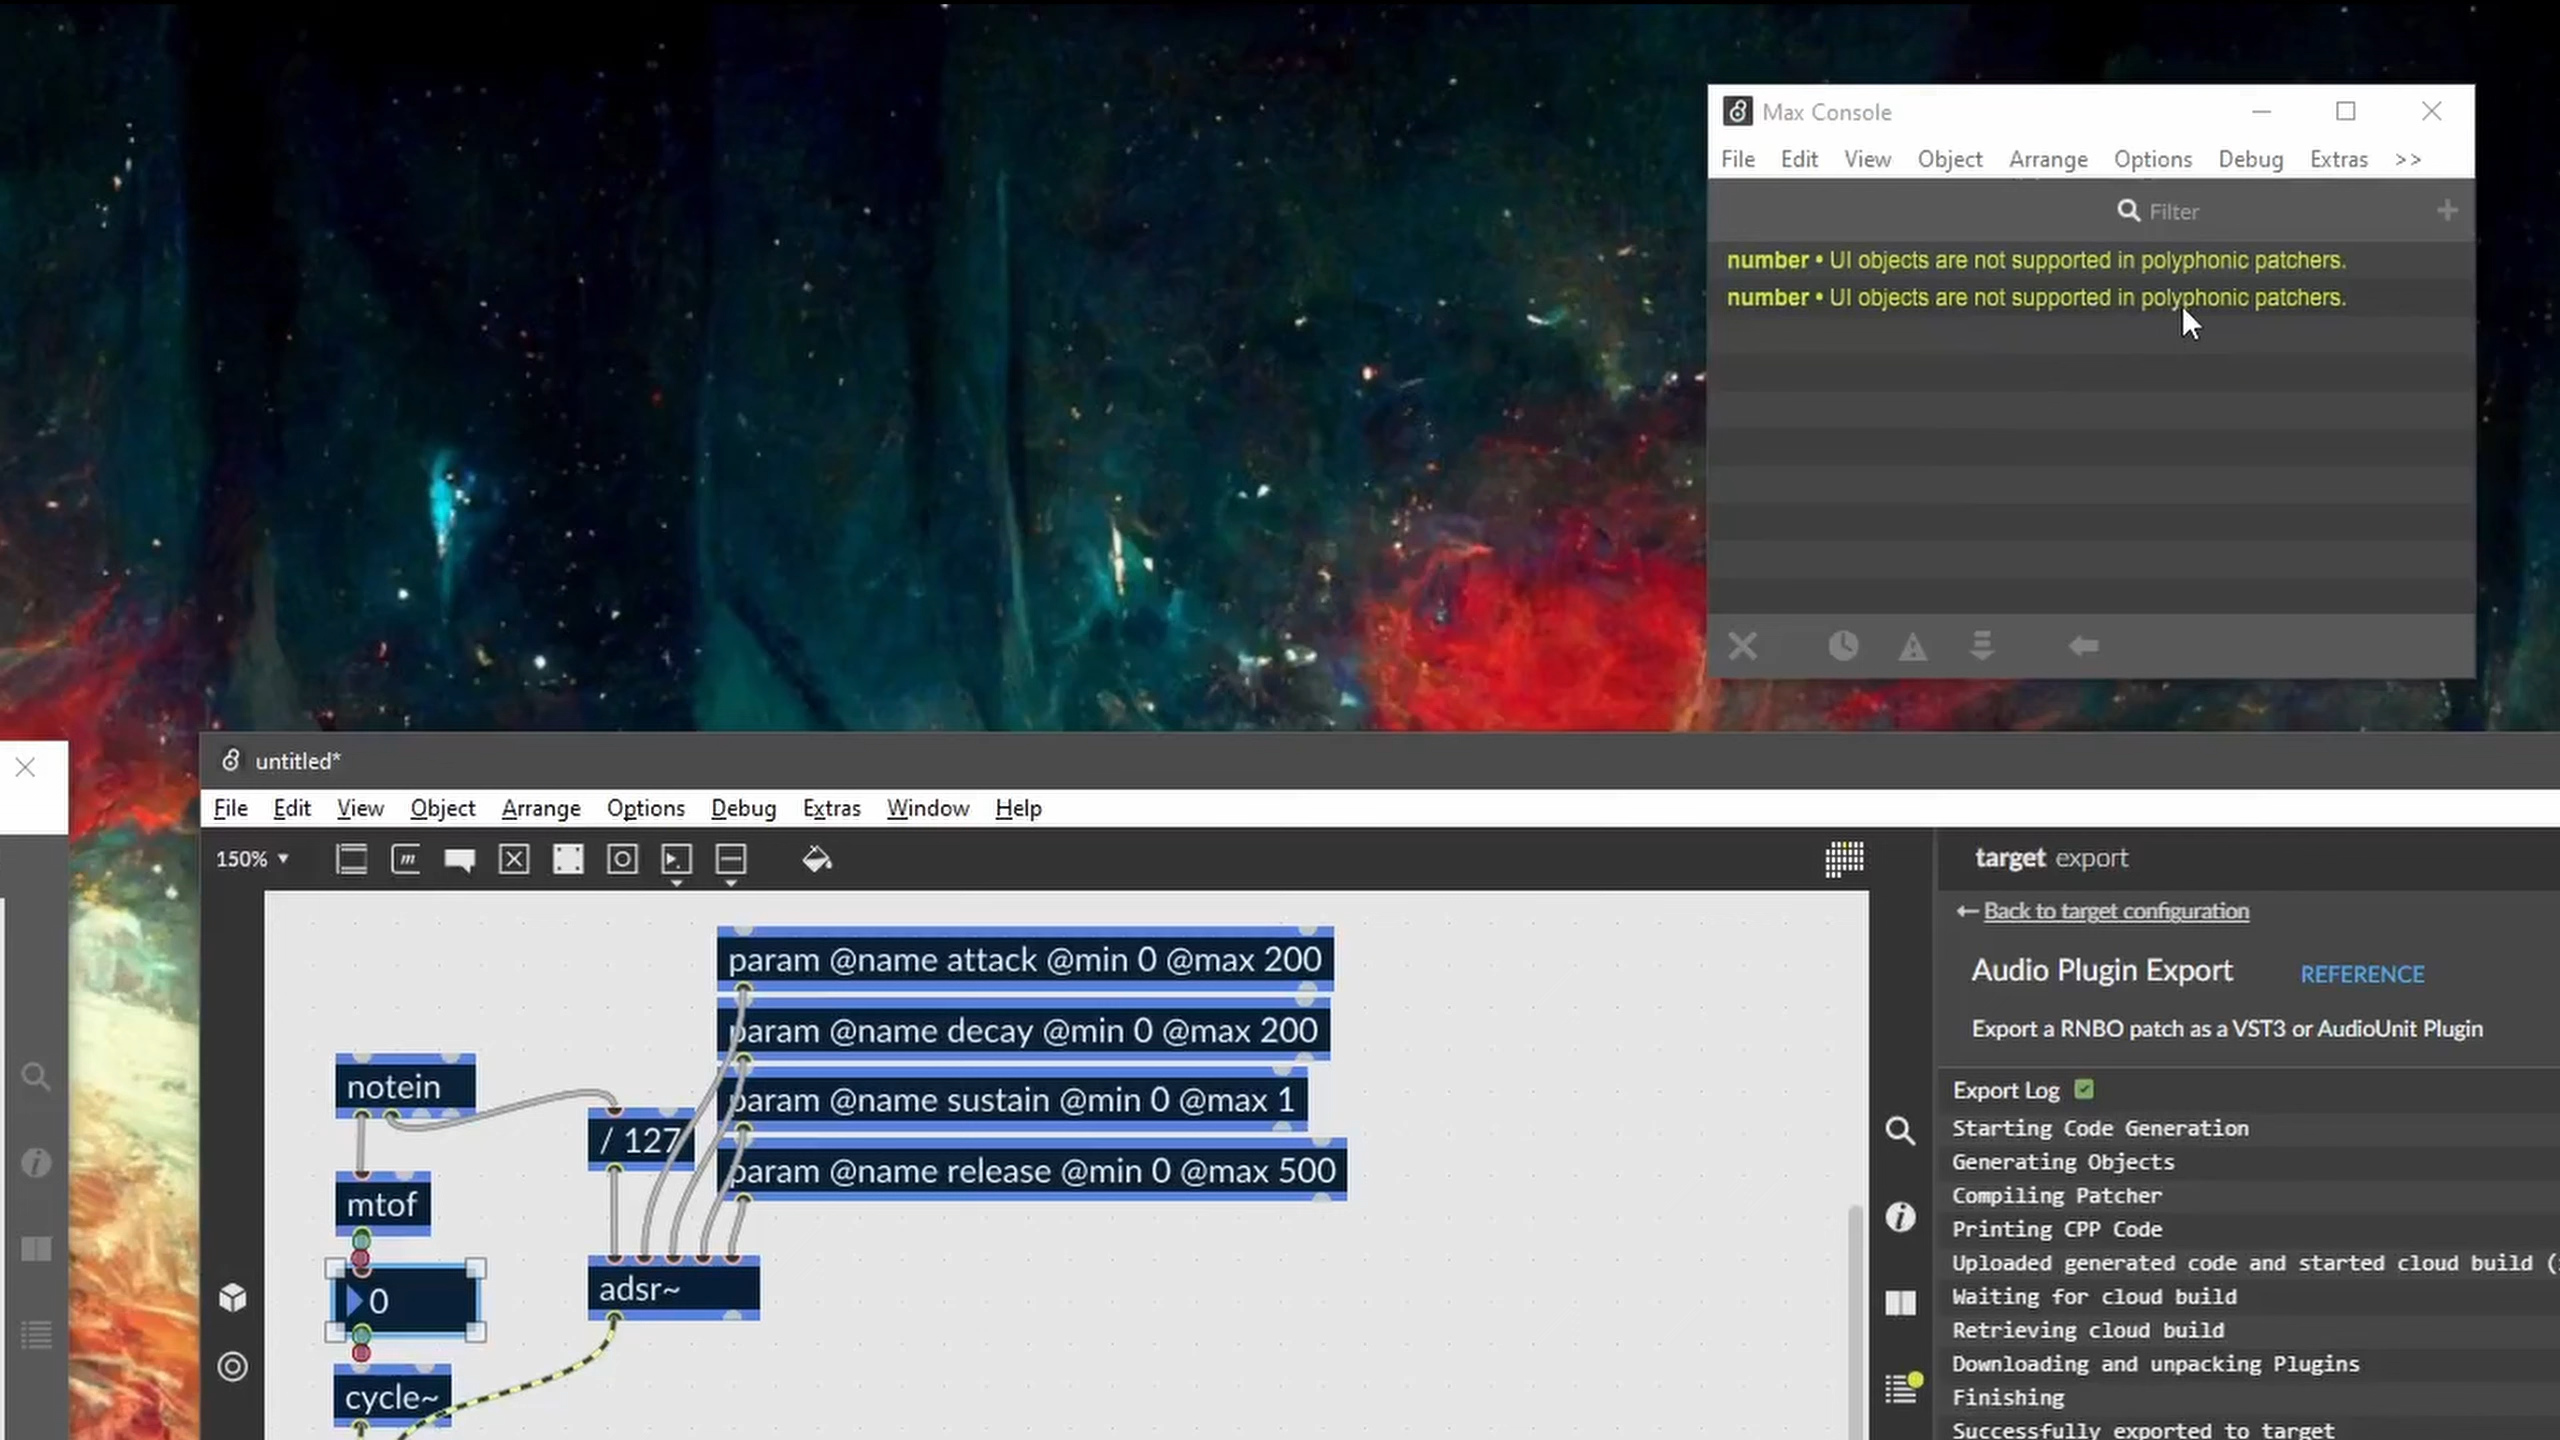 Max Console
File Edit View Object Arrange Options Debug Extras >>
Filter
number • UI objects are not supported in polyphonic patchers.
number • UI objects are not supported in polyphonic patchers.
untitled*
File Edit View Object Arrange Options Debug Extras Window Help
150%
target export
Back to target configuration
Audio Plugin Export REFERENCE
Export a RNBO patch as a VST3 or AudioUnit Plugin
Export Log
Starting Code Generation
Generating Objects
Compiling Patcher
Printing CPP Code
Uploaded generated code and started cloud build (
Waiting for cloud build
Retrieving cloud build
Downloading and unpacking Plugins
Finishing
Successfully exported to target
param @name attack @min 0 @max 200
param @name decay @min 0 @max 200
param @name sustain @min 0 @max 1
param @name release @min 0 @max 500
notein
/ 127
mtof
0
adsr~
cycle~